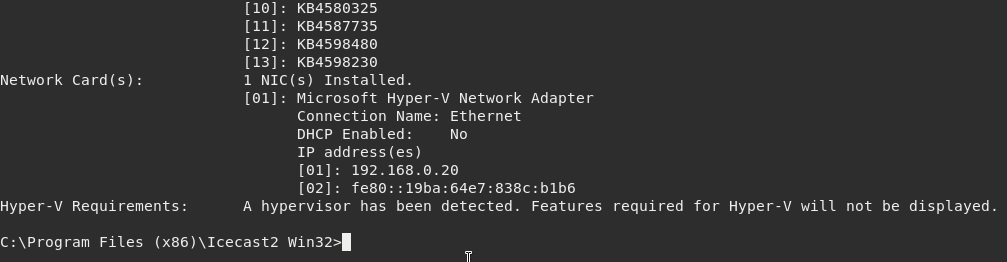 [10]: KB4580325
[11]: KB4587735
[12]: KB4598480
[13]: KB4598230
Network Card(s): 1 NIC(s) Installed.
[01]: Microsoft Hyper-V Network Adapter
Connection Name: Ethernet
DHCP Enabled: No
IP address(es)
[01]: 192.168.0.20
[02]: fe80::19ba:64e7:838c:b1b6
Hyper-V Requirements: A hypervisor has been detected. Features required for Hyper-V will not be displayed.
C:\Program Files (x86)\Icecast2 Win32>